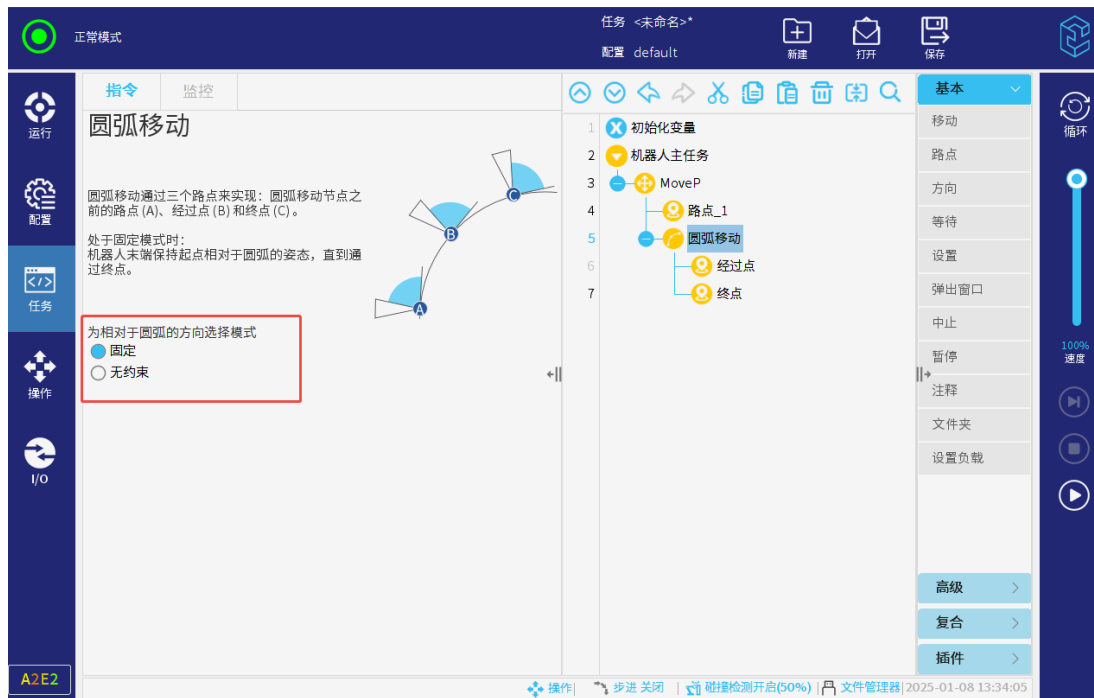 正常模式
任务 <未命名>*
配置 default
新建
打开
保存
运行
配置
任务
操作
I/O
A2E2
指令
监控
圆弧移动
圆弧移动通过三个路点来实现：圆弧移动节点之
前的路点(A)、经过点(B)和终点(C)。
处于固定模式时：
机器人末端保持起点相对于圆弧的姿态，直到通
过终点。
C
B
A
为相对于圆弧的方向选择模式
固定
无约束
1 初始化变量
2 机器人主任务
3 MoveP
4 路点_1
5 圆弧移动
6 经过点
7 终点
基本
移动
路点
方向
等待
设置
弹出窗口
中止
暂停
注释
文件夹
设置负载
高级
复合
插件
循环
100%
速度
操作
步进 关闭
碰撞检测开启(50%)
文件管理器
2025-01-08 13:34:05